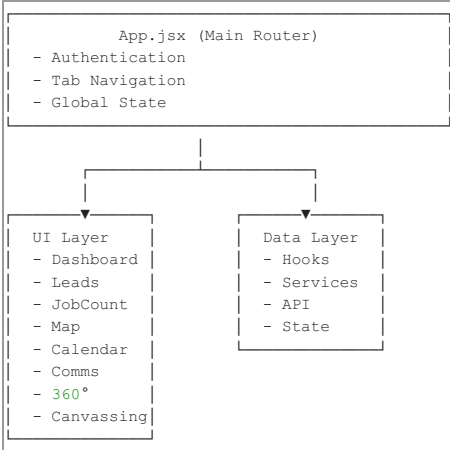 App.jsx (Main Router)
- Authentication
- Tab Navigation
- Global State
UI Layer
- Dashboard
- Leads
- JobCount
- Map
- Calendar
- Comms
- 360°
- Canvassing
Data Layer
- Hooks
- Services
- API
- State